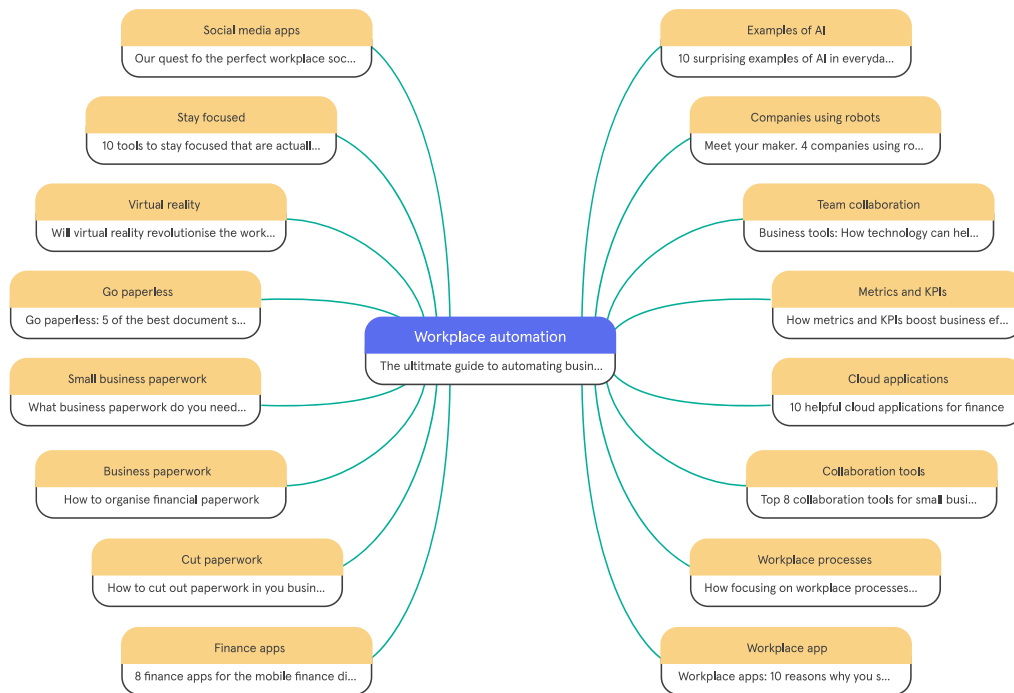 Social media apps
Our quest fo the perfect workplace soc...
Stay focused
10 tools to stay focused that are actuall...
Virtual reality
Will virtual reality revolutionise the work...
Go paperless
Go paperless: 5 of the best document s...
Small business paperwork
What business paperwork do you need...
Business paperwork
How to organise financial paperwork
Cut paperwork
How to cut out paperwork in you busin...
Finance apps
8 finance apps for the mobile finance di...
Workplace automation
The ultitmate guide to automating busin...
Examples of AI
10 surprising examples of AI in everyda...
Companies using robots
Meet your maker. 4 companies using ro...
Team collaboration
Business tools: How technology can hel...
Metrics and KPIs
How metrics and KPIs boost business ef...
Cloud applications
10 helpful cloud applications for finance
Collaboration tools
Top 8 collaboration tools for small busi...
Workplace processes
How focusing on workplace processes...
Workplace app
Workplace apps: 10 reasons why you s...